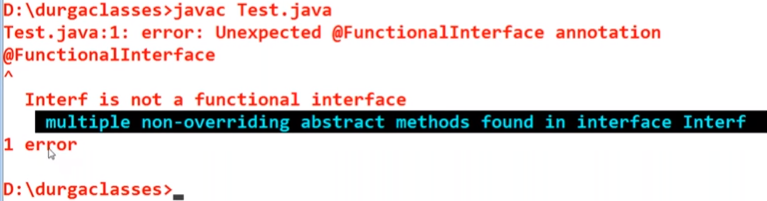 D:\durgaclasses>javac Test.java
Test.java:1: error: Unexpected @FunctionalInterface annotation
@FunctionalInterface
^
  Interf is not a functional interface
    multiple non-overriding abstract methods found in interface Interf
1 error
D:\durgaclasses>_